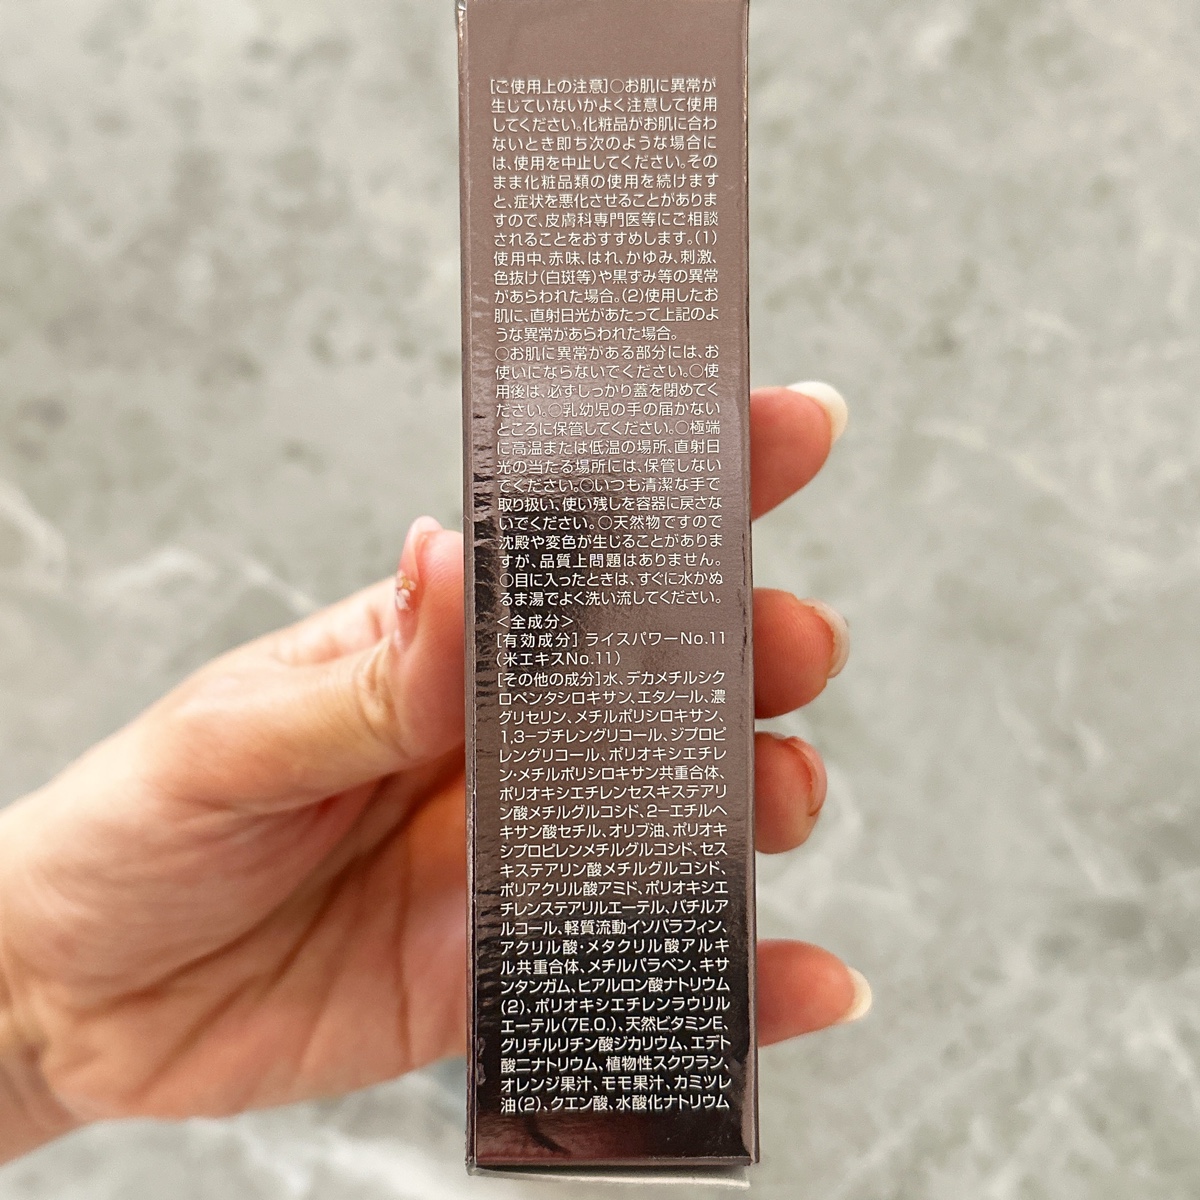 [ご使用上の注意]○お肌に異常が
生じていないかよく注意して使用
してください。化粧品がお肌に合わ
ないとき即ち次のような場合に
は、使用を中止してください。その
まま化粧品類の使用を続けます
と、症状を悪化させることがありま
すので、皮膚科専門医等にご相談
されることをおすすめします。(1)
使用中、赤味、はれ、かゆみ、刺激、
色抜け(白斑等)や黒ずみ等の異常
があらわれた場合。(2)使用したお
肌に、直射日光があたって上記のよ
うな異常があらわれた場合。
○お肌に異常がある部分には、お
使いにならないでください。○使
用後は、必ずしっかり蓋を閉めてく
ださい。○乳幼児の手の届かない
ところに保管してください。○極端
に高温または低温の場所、直射日
光の当たる場所には、保管しない
でください。○いつも清潔な手で
取り扱い、使い残しを容器に戻さな
いでください。○天然物ですので
沈殿や変色が生じることがありま
すが、品質上問題はありません。
○目に入ったときは、すぐに水かぬ
るま湯でよく洗い流してください。
<全成分>
[有効成分] ライスパワーNo.11
(米エキスNo.11)
[その他の成分]水、デカメチルシク
ロペンタシロキサン、エタノール、濃
グリセリン、メチルポリシロキサン、
1,3-ブチレングリコール、ジプロピ
レングリコール、ポリオキシエチレ
ン・メチルポリシロキサン共重合体、
ポリオキシエチレンセスキステアリ
ン酸メチルグルコシド、2-エチルヘ
キサン酸セチル、オリブ油、ポリオキ
シプロピレンメチルグルコシド、セス
キステアリン酸メチルグルコシド、
ポリアクリル酸アミド、ポリオキシエ
チレンステアリルエーテル、バチルア
ルコール、軽質流動イソパラフィン、
アクリル酸・メタクリル酸アルキ
ル共重合体、メチルパラベン、キサ
ンタンガム、ヒアルロン酸ナトリウム
(2)、ポリオキシエチレンラウリル
エーテル(7E.O.)、天然ビタミンE、
グリチルリチン酸ジカリウム、エデト
酸二ナトリウム、植物性スクワラン、
オレンジ果汁、モモ果汁、カミツレ
油(2)、クエン酸、水酸化ナトリウム